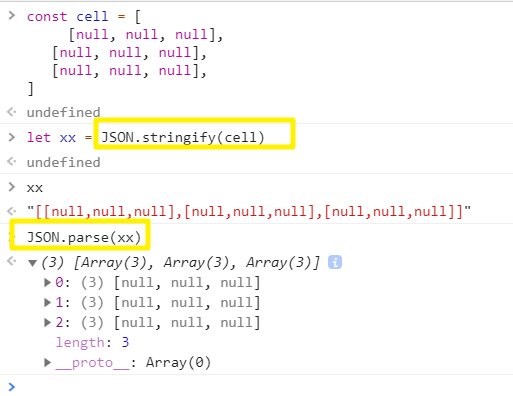 > const cell = [
[null, null, null],
[null, null, null],
[null, null, null],
]
undefined
> let xx = JSON.stringify(cell)
undefined
> xx
"[[null,null,null],[null,null,null],[null,null,null]]"
JSON.parse(xx)
▼(3) [Array(3), Array(3), Array(3)] i
▶0: (3) [null, null, null]
▶1: (3) [null, null, null]
▶2: (3) [null, null, null]
length: 3
▶__proto__: Array(0)
>